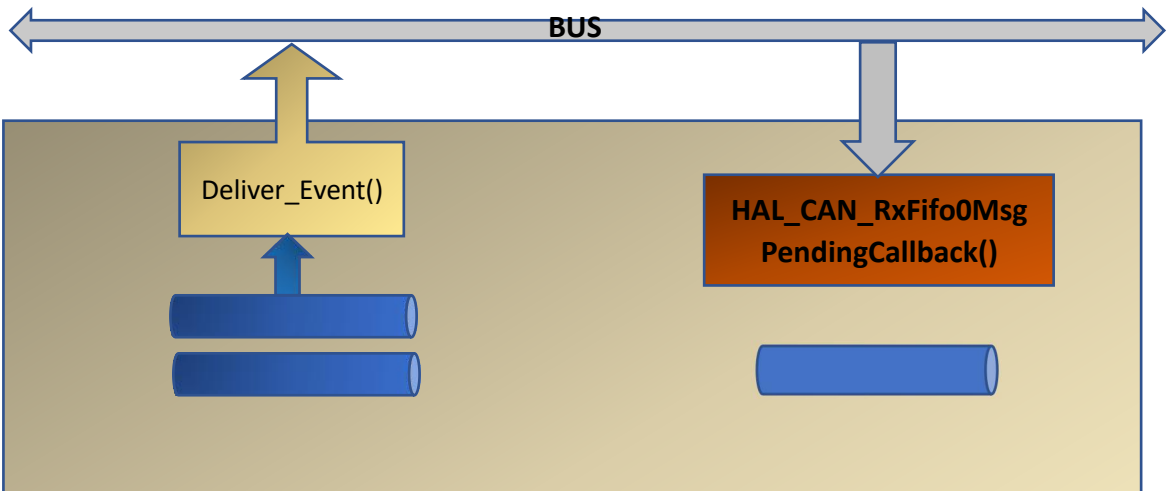 BUS
Deliver_Event()
HAL_CAN_RxFifo0Msg
PendingCallback()